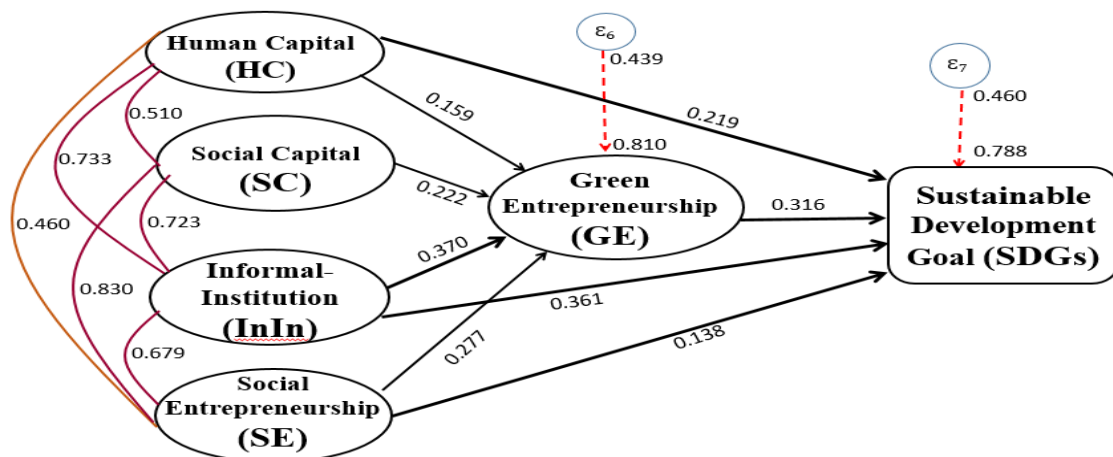 Human Capital
(HC)
ε6
0.439
ε7
0.460
0.510
0.159
0.219
0.733
Social Capital
(SC)
0.810
0.788
0.222
Green
Entrepreneurship
(GE)
0.316
Sustainable
Development
Goal (SDGs)
0.460
0.723
0.370
Informal-
Institution
(InIn)
0.361
0.830
0.679
0.277
0.138
Social
Entrepreneurship
(SE)